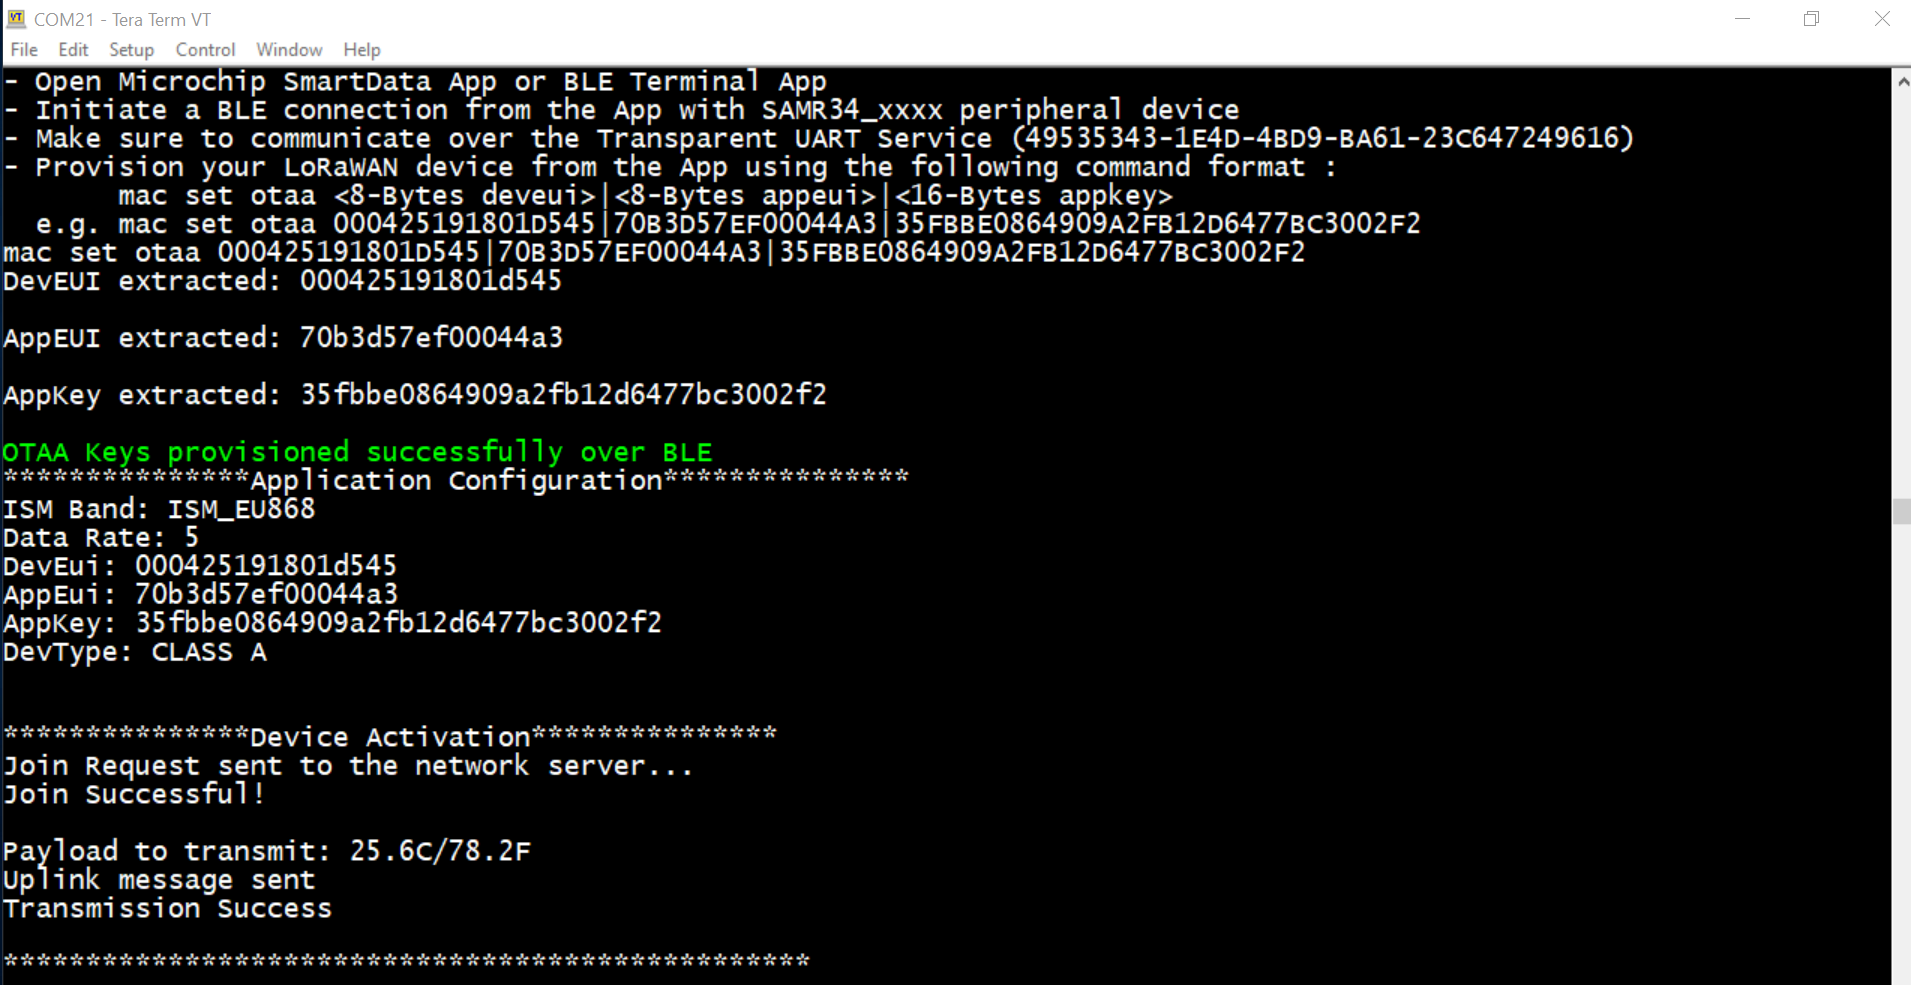 COM21 - Tera Term VT
File Edit Setup Control Window Help
- Open Microchip SmartData App or BLE Terminal App
- Initiate a BLE connection from the App with SAMR34_xxxx peripheral device
- Make sure to communicate over the Transparent UART Service (49535343-1E4D-4BD9-BA61-23C647249616)
- Provision your LoRaWAN device from the App using the following command format :
mac set otaa <8-Bytes deveui>|<8-Bytes appeui>|<16-Bytes appkey>
e.g. mac set otaa 000425191801D545|70B3D57EF00044A3|35FBBE0864909A2FB12D6477BC3002F2
mac set otaa 000425191801D545|70B3D57EF00044A3|35FBBE0864909A2FB12D6477BC3002F2
DevEUI extracted: 000425191801d545
AppEUI extracted: 70b3d57ef00044a3
AppKey extracted: 35fbbe0864909a2fb12d6477bc3002f2
OTAA Keys provisioned successfully over BLE
***************Application Configuration***************
ISM Band: ISM_EU868
Data Rate: 5
DevEui: 000425191801d545
AppEui: 70b3d57ef00044a3
AppKey: 35fbbe0864909a2fb12d6477bc3002f2
DevType: CLASS A
***************Device Activation***************
Join Request sent to the network server...
Join Successful!
Payload to transmit: 25.6C/78.2F
Uplink message sent
Transmission Success
*************************************************